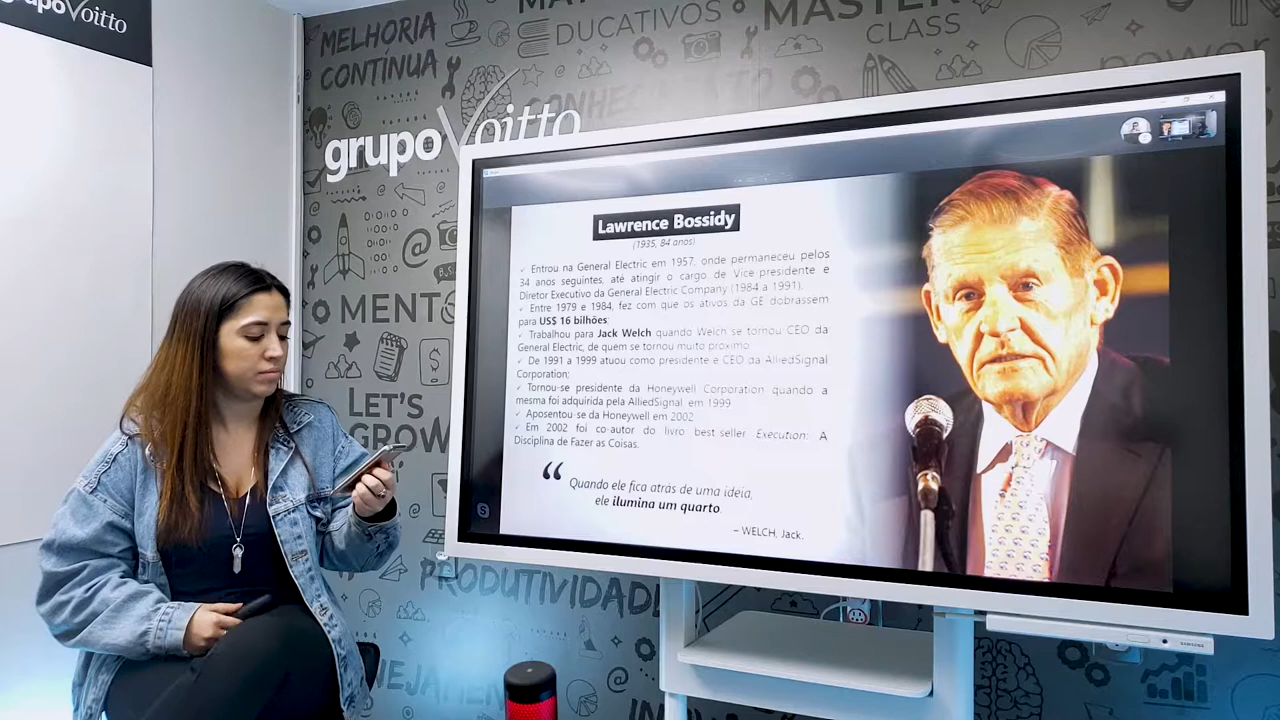 grupoVoitto
MELHORIA
CONTÍNUA
EDUCATIVOS
MASTER
CLASS
power
grupoVoitto
MENTO
LET'S
GROW
PRODUTIVIDADE
Lawrence Bossidy
(1935, 84 anos)
✓ Entrou na General Electric em 1957, onde permaneceu pelos
34 anos seguintes, até atingir o cargo de Vice-presidente e
Diretor Executivo da General Electric Company (1984 a 1991).
✓ Entre 1979 e 1984, fez com que os ativos da GE dobrassem
para US$ 16 bilhões;
✓ Trabalhou para Jack Welch quando Welch se tornou CEO da
General Electric, de quem se tornou muito próximo;
✓ De 1991 a 1999 atuou como presidente e CEO da AlliedSignal
Corporation;
✓ Tornou-se presidente da Honeywell Corporation quando a
mesma foi adquirida pela AlliedSignal em 1999
✓ Aposentou-se da Honeywell em 2002
✓ Em 2002 foi co-autor do livro best-seller Execution: A
Disciplina de Fazer as Coisas.
“ Quando ele fica atrás de uma ideia,
ele ilumina um quarto
– WELCH, Jack.
SAMSUNG